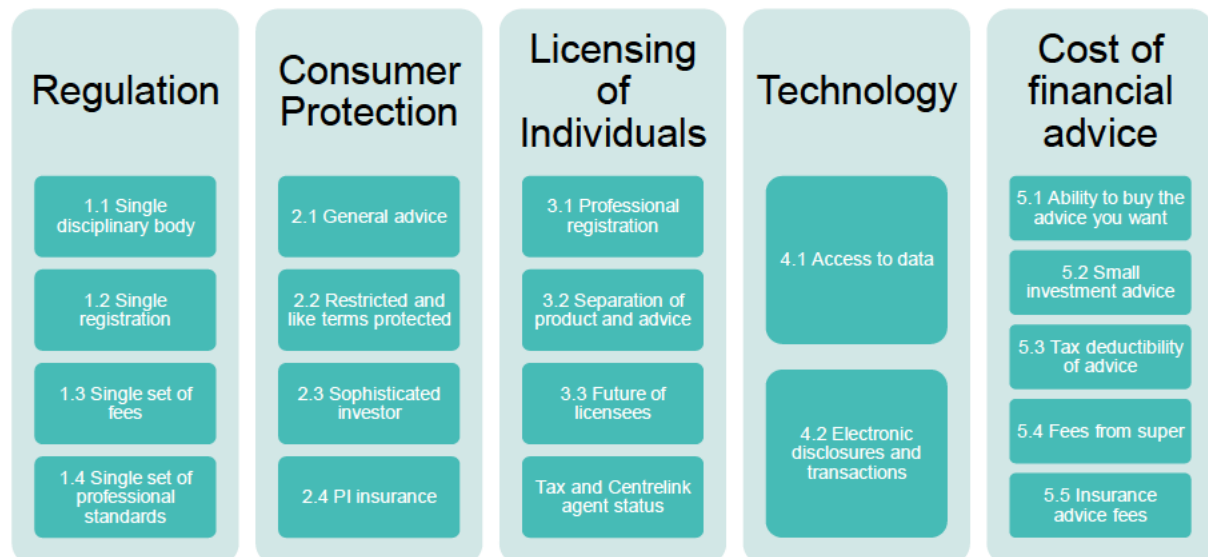 Regulation
1.1 Single
disciplinary body
1.2 Single
registration
1.3 Single set of
fees
1.4 Single set of
professional
standards
Consumer
Protection
2.1 General advice
2.2 Restricted and
like terms protected
2.3 Sophisticated
investor
2.4 PI insurance
Licensing
of
Individuals
3.1 Professional
registration
3.2 Separation of
product and advice
3.3 Future of
licensees
Tax and Centrelink
agent status
Technology
4.1 Access to data
4.2 Electronic
disclosures and
transactions
Cost of
financial
advice
5.1 Ability to buy the
advice you want
5.2 Small
investment advice
5.3 Tax deductibility
of advice
5.4 Fees from super
5.5 Insurance
advice fees